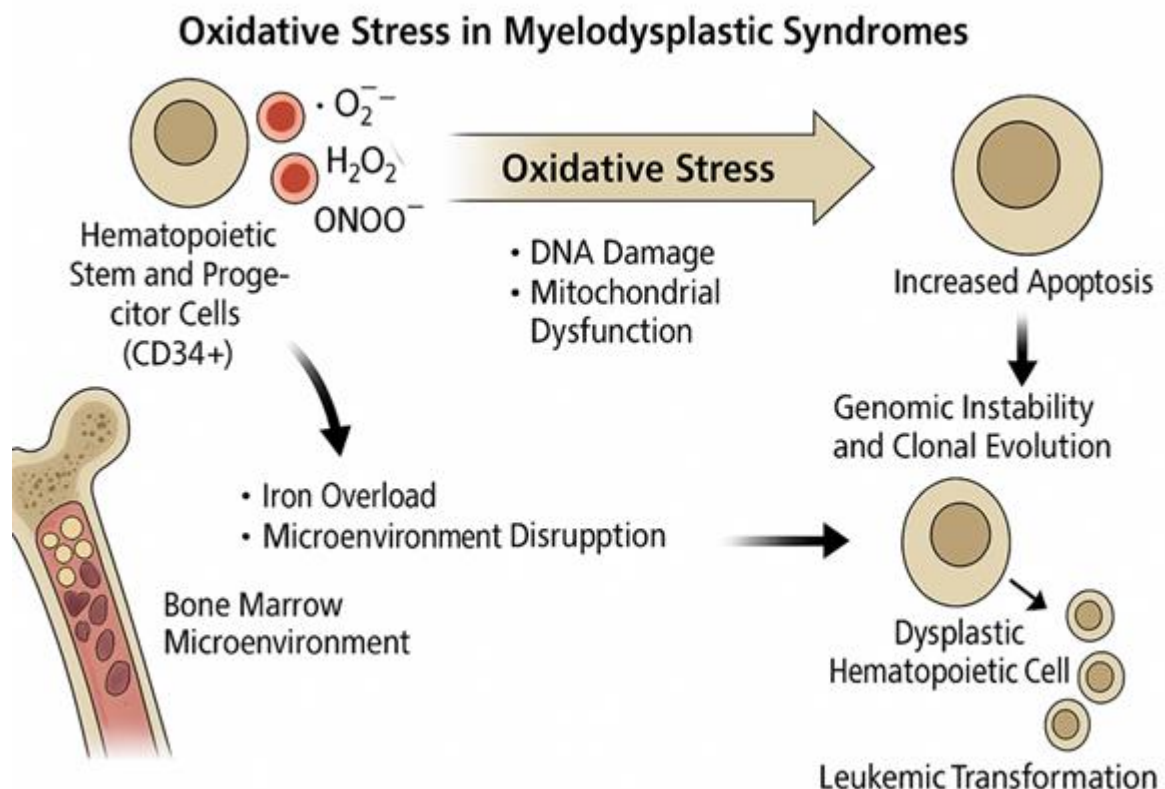 Oxidative Stress in Myelodysplastic Syndromes
· O₂⁻⁻
H₂O₂
ONOO⁻
Hematopoietic
Stem and Proge-
citor Cells
(CD34+)
Oxidative Stress
• DNA Damage
• Mitochondrial
Dysfunction
Increased Apoptosis
Genomic Instability
and Clonal Evolution
• Iron Overload
• Microenvironment Disrupption
Bone Marrow
Microenvironment
Dysplastic
Hematopoietic Cell
Leukemic Transformation